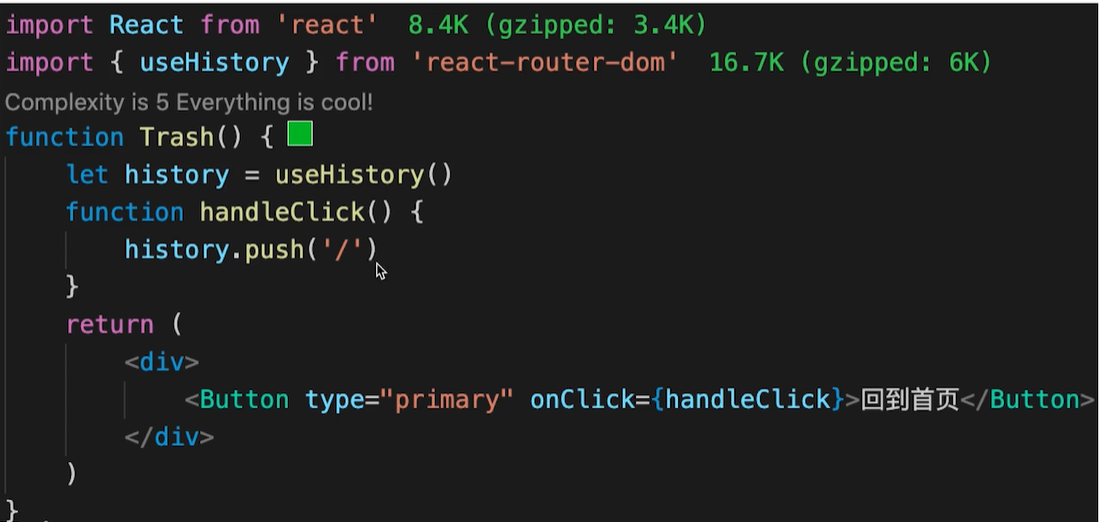 import React from 'react'  8.4K (gzipped: 3.4K)
import { useHistory } from 'react-router-dom'  16.7K (gzipped: 6K)
Complexity is 5 Everything is cool!
function Trash() {
    let history = useHistory()
    function handleClick() {
        history.push('/')
    }
    return (
        <div>
            <Button type="primary" onClick={handleClick}>回到首页</Button>
        </div>
    )
}